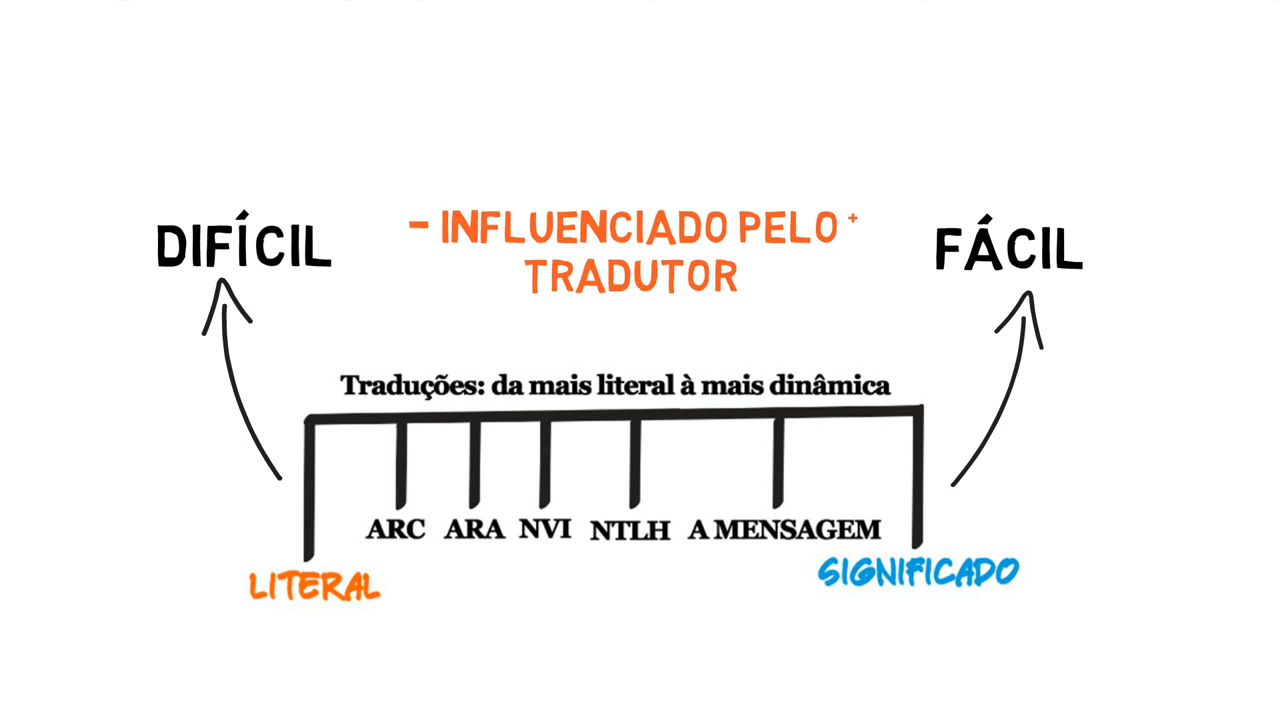 DIFÍCIL
- INFLUENCIADO PELO +
TRADUTOR
FÁCIL
Traduções: da mais literal à mais dinâmica
ARC ARA NVI NTLH A MENSAGEM
LITERAL
SIGNIFICADO